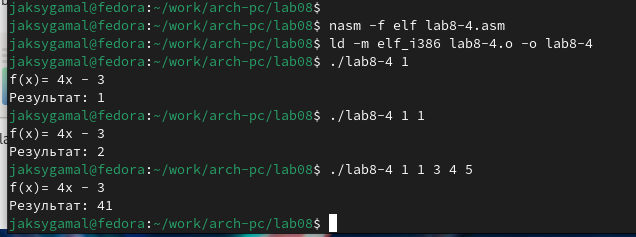 jaksygamal@fedora:~/work/arch-pc/lab08$
jaksygamal@fedora:~/work/arch-pc/lab08$ nasm -f elf lab8-4.asm
jaksygamal@fedora:~/work/arch-pc/lab08$ ld -m elf_i386 lab8-4.o -o lab8-4
jaksygamal@fedora:~/work/arch-pc/lab08$ ./lab8-4 1
f(x)= 4x - 3
Результат: 1
jaksygamal@fedora:~/work/arch-pc/lab08$ ./lab8-4 1 1
f(x)= 4x - 3
Результат: 2
jaksygamal@fedora:~/work/arch-pc/lab08$ ./lab8-4 1 1 3 4 5
f(x)= 4x - 3
Результат: 41
jaksygamal@fedora:~/work/arch-pc/lab08$